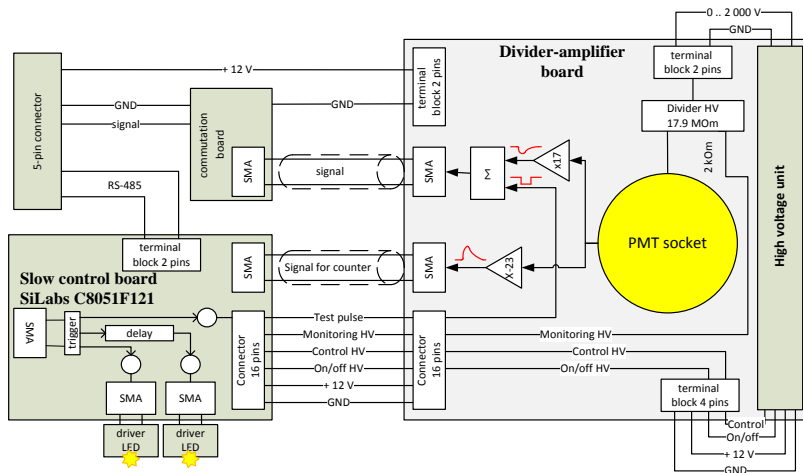 0 .. 2 000 V
GND
Divider-amplifier
board
terminal
block 2 pins
+ 12 V
terminal
block 2 pins
GND
GND
signal
commutation
board
5-pin connector
Divider HV
17.9 MOm
2 kOm
High voltage unit
SMA
signal
SMA
Σ
x17
RS-485
PMT socket
terminal
block 2 pins
SMA
Signal for counter
SMA
X-23
Slow control board
SiLabs C8051F121
SMA
trigger
delay
Connector
16 pins
Test pulse
Monitoring HV
Control HV
On/off HV
+ 12 V
GND
Connector
16 pins
Monitoring HV
Control HV
On/off HV
SMA
SMA
driver
LED
driver
LED
terminal
block 4 pins
Control
On/off
+ 12 V
GND